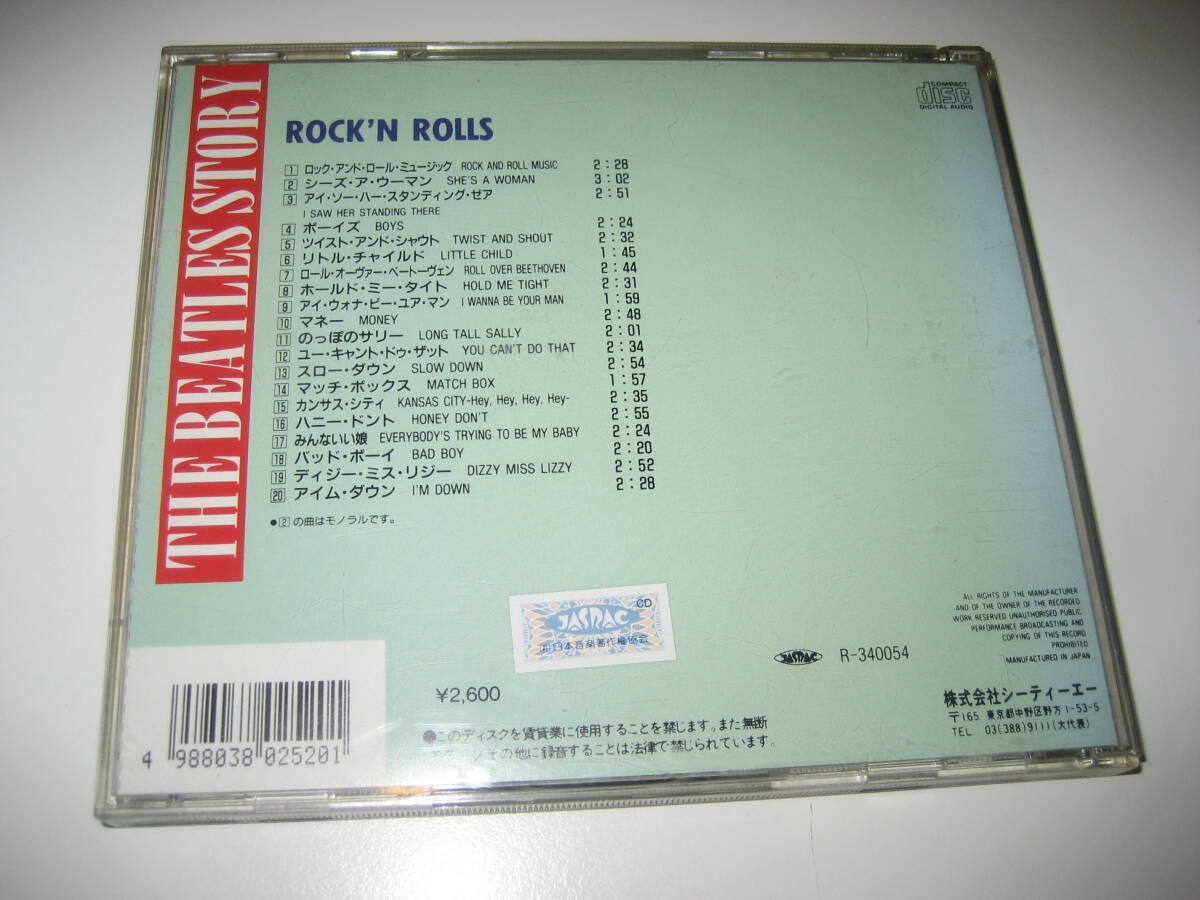 THE BEATLES STORY
COMPACT
disc
DIGITAL AUDIO
ROCK'N ROLLS
1 ロック・アンド・ロール・ミュージック ROCK AND ROLL MUSIC 2:28
2 シーズ・ア・ウーマン SHE'S A WOMAN 3:02
3 アイ・ソー・ハー・スタンディング・ゼア 2:51
I SAW HER STANDING THERE
4 ボーイズ BOYS 2:24
5 ツイスト・アンド・シャウト TWIST AND SHOUT 2:32
6 リトル・チャイルド LITTLE CHILD 1:45
7 ロール・オーヴァー・ベートーヴェン ROLL OVER BEETHOVEN 2:44
8 ホールド・ミー・タイト HOLD ME TIGHT 2:31
9 アイ・ウォナ・ビー・ユア・マン I WANNA BE YOUR MAN 1:59
10 マネー MONEY 2:48
11 のっぽのサリー LONG TALL SALLY 2:01
12 ユー・キャント・ドゥ・ザット YOU CAN'T DO THAT 2:34
13 スロー・ダウン SLOW DOWN 2:54
14 マッチ・ボックス MATCH BOX 1:57
15 カンサス・シティ KANSAS CITY-Hey, Hey, Hey, Hey- 2:35
16 ハニー・ドント HONEY DON'T 2:55
17 みんないい娘 EVERYBODY'S TRYING TO BE MY BABY 2:24
18 バッド・ボーイ BAD BOY 2:20
19 ディジー・ミス・リジー DIZZY MISS LIZZY 2:52
20 アイム・ダウン I'M DOWN 2:28
●2の曲はモノラルです。
CD
JASRAC
日本音楽著作権協会
ALL RIGHTS OF THE MANUFACTURER
AND OF THE OWNER OF THE RECORDED
WORK RESERVED UNAUTHORISED PUBLIC
PERFORMANCE BROADCASTING AND
COPYING OF THIS RECORD
PROHIBITED
MANUFACTURED IN JAPAN
JASRAC R-340054
¥2,600
●このディスクを賃貸業に使用することを禁じます。また無断
その他に録音することは法律で禁じられています。
株式会社シーティーエー
〒165 東京都中野区野方1-53-5
TEL 03(388)9111(大代表)
4 988038 025201